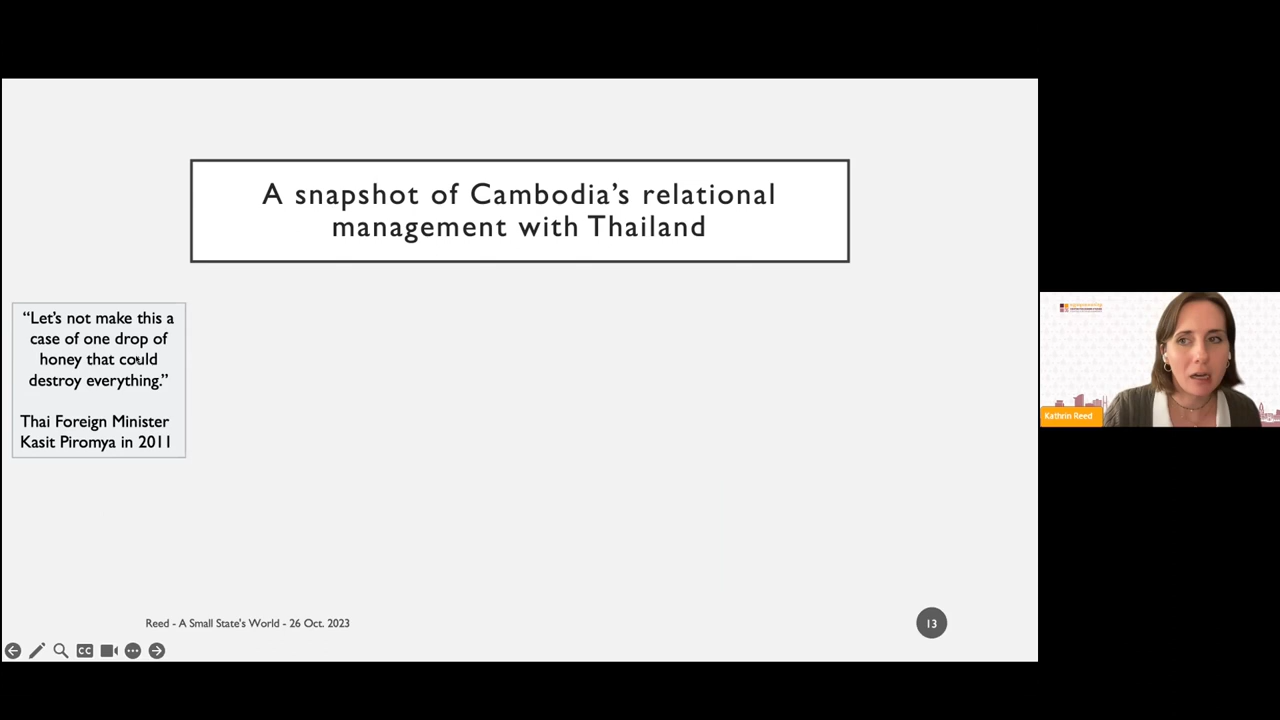 A snapshot of Cambodia's relational
management with Thailand
“Let's not make this a
case of one drop of
honey that could
destroy everything.”
Thai Foreign Minister
Kasit Piromya in 2011
Reed - A Small State's World - 26 Oct. 2023
13
CC
Kathrin Reed